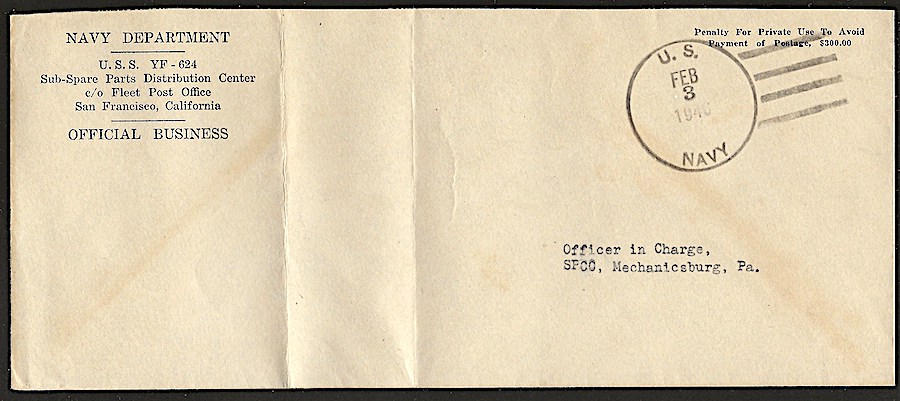 NAVY DEPARTMENT
U. S. S. YF - 624
Sub-Spare Parts Distribution Center
c/o Fleet Post Office
San Francisco, California
OFFICIAL BUSINESS
Penalty For Private Use To Avoid
Payment of Postage, $300.00
U. S.
FEB
3
NAVY
Officer in Charge,
SPCC, Mechanicsburg, Pa.